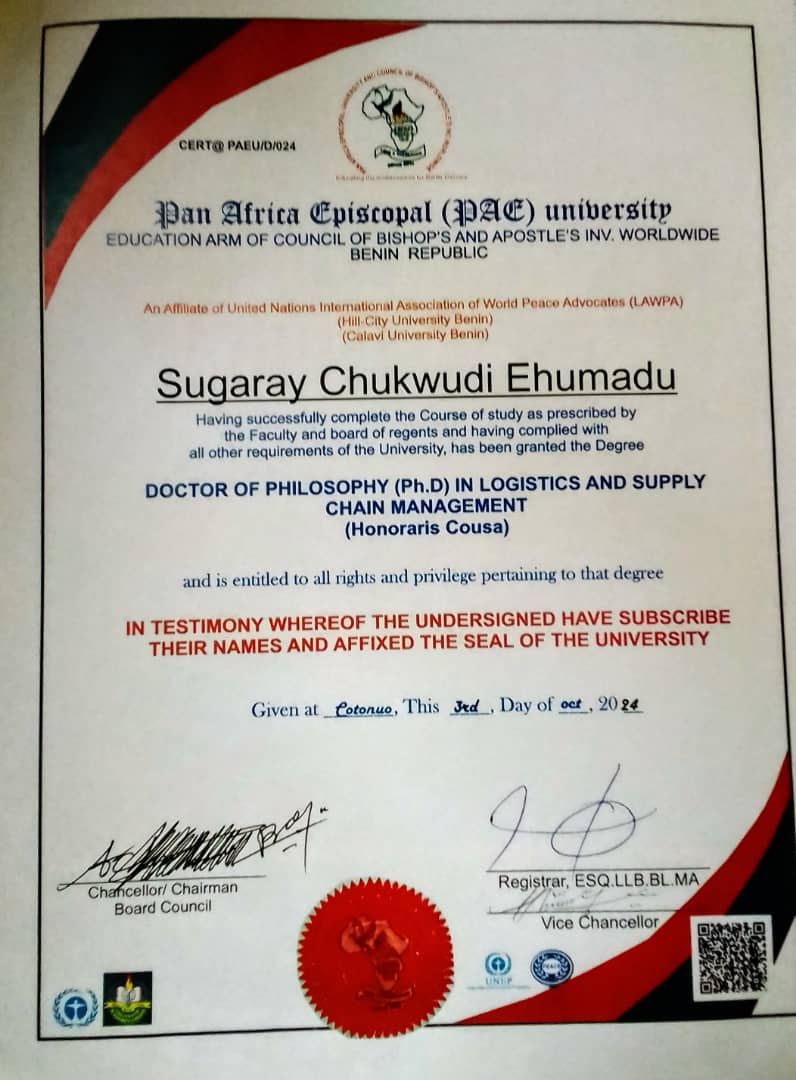 CERT@ PAEU/D/024
Pan Africa Episcopal (PAE) university
EDUCATION ARM OF COUNCIL OF BISHOP'S AND APOSTLE'S INV. WORLDWIDE
BENIN REPUBLIC
An Affiliate of United Nations International Association of World Peace Advocates (LAWPA)
(Hill-City University Benin)
(Calavi University Benin)
Sugaray Chukwudi Ehumadu
Having successfully complete the Course of study as prescribed by
the Faculty and board of regents and having complied with
all other requirements of the University, has been granted the Degree
DOCTOR OF PHILOSOPHY (Ph.D) IN LOGISTICS AND SUPPLY
CHAIN MANAGEMENT
(Honoraris Cousa)
and is entitled to all rights and privilege pertaining to that degree
IN TESTIMONY WHEREOF THE UNDERSIGNED HAVE SUBSCRIBE
THEIR NAMES AND AFFIXED THE SEAL OF THE UNIVERSITY
Given at Cotonuo, This 3rd, Day of oct, 2024
Chancellor/ Chairman
Board Council
Registrar, ESQ.LLB.BL.MA
Vice Chancellor
UNEP